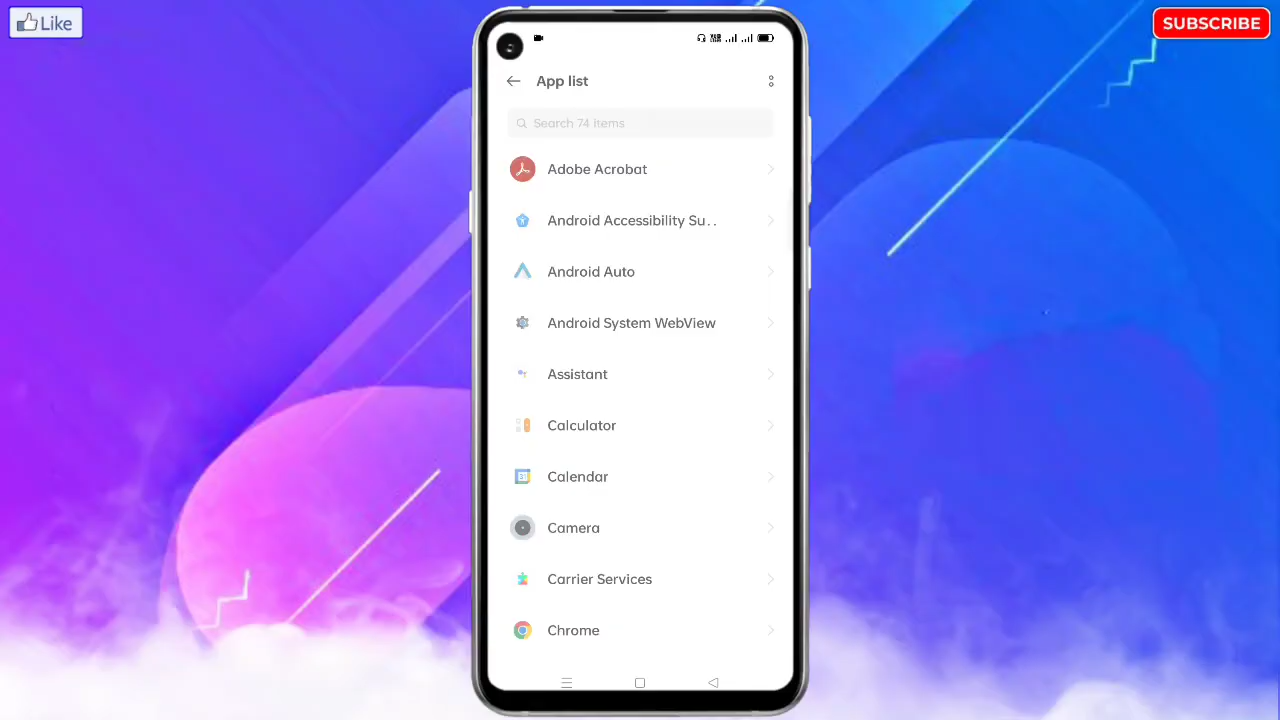 Like
SUBSCRIBE
App list
Search 74 items
Adobe Acrobat
Android Accessibility Su..
Android Auto
Android System WebView
Assistant
Calculator
Calendar
Camera
Carrier Services
Chrome